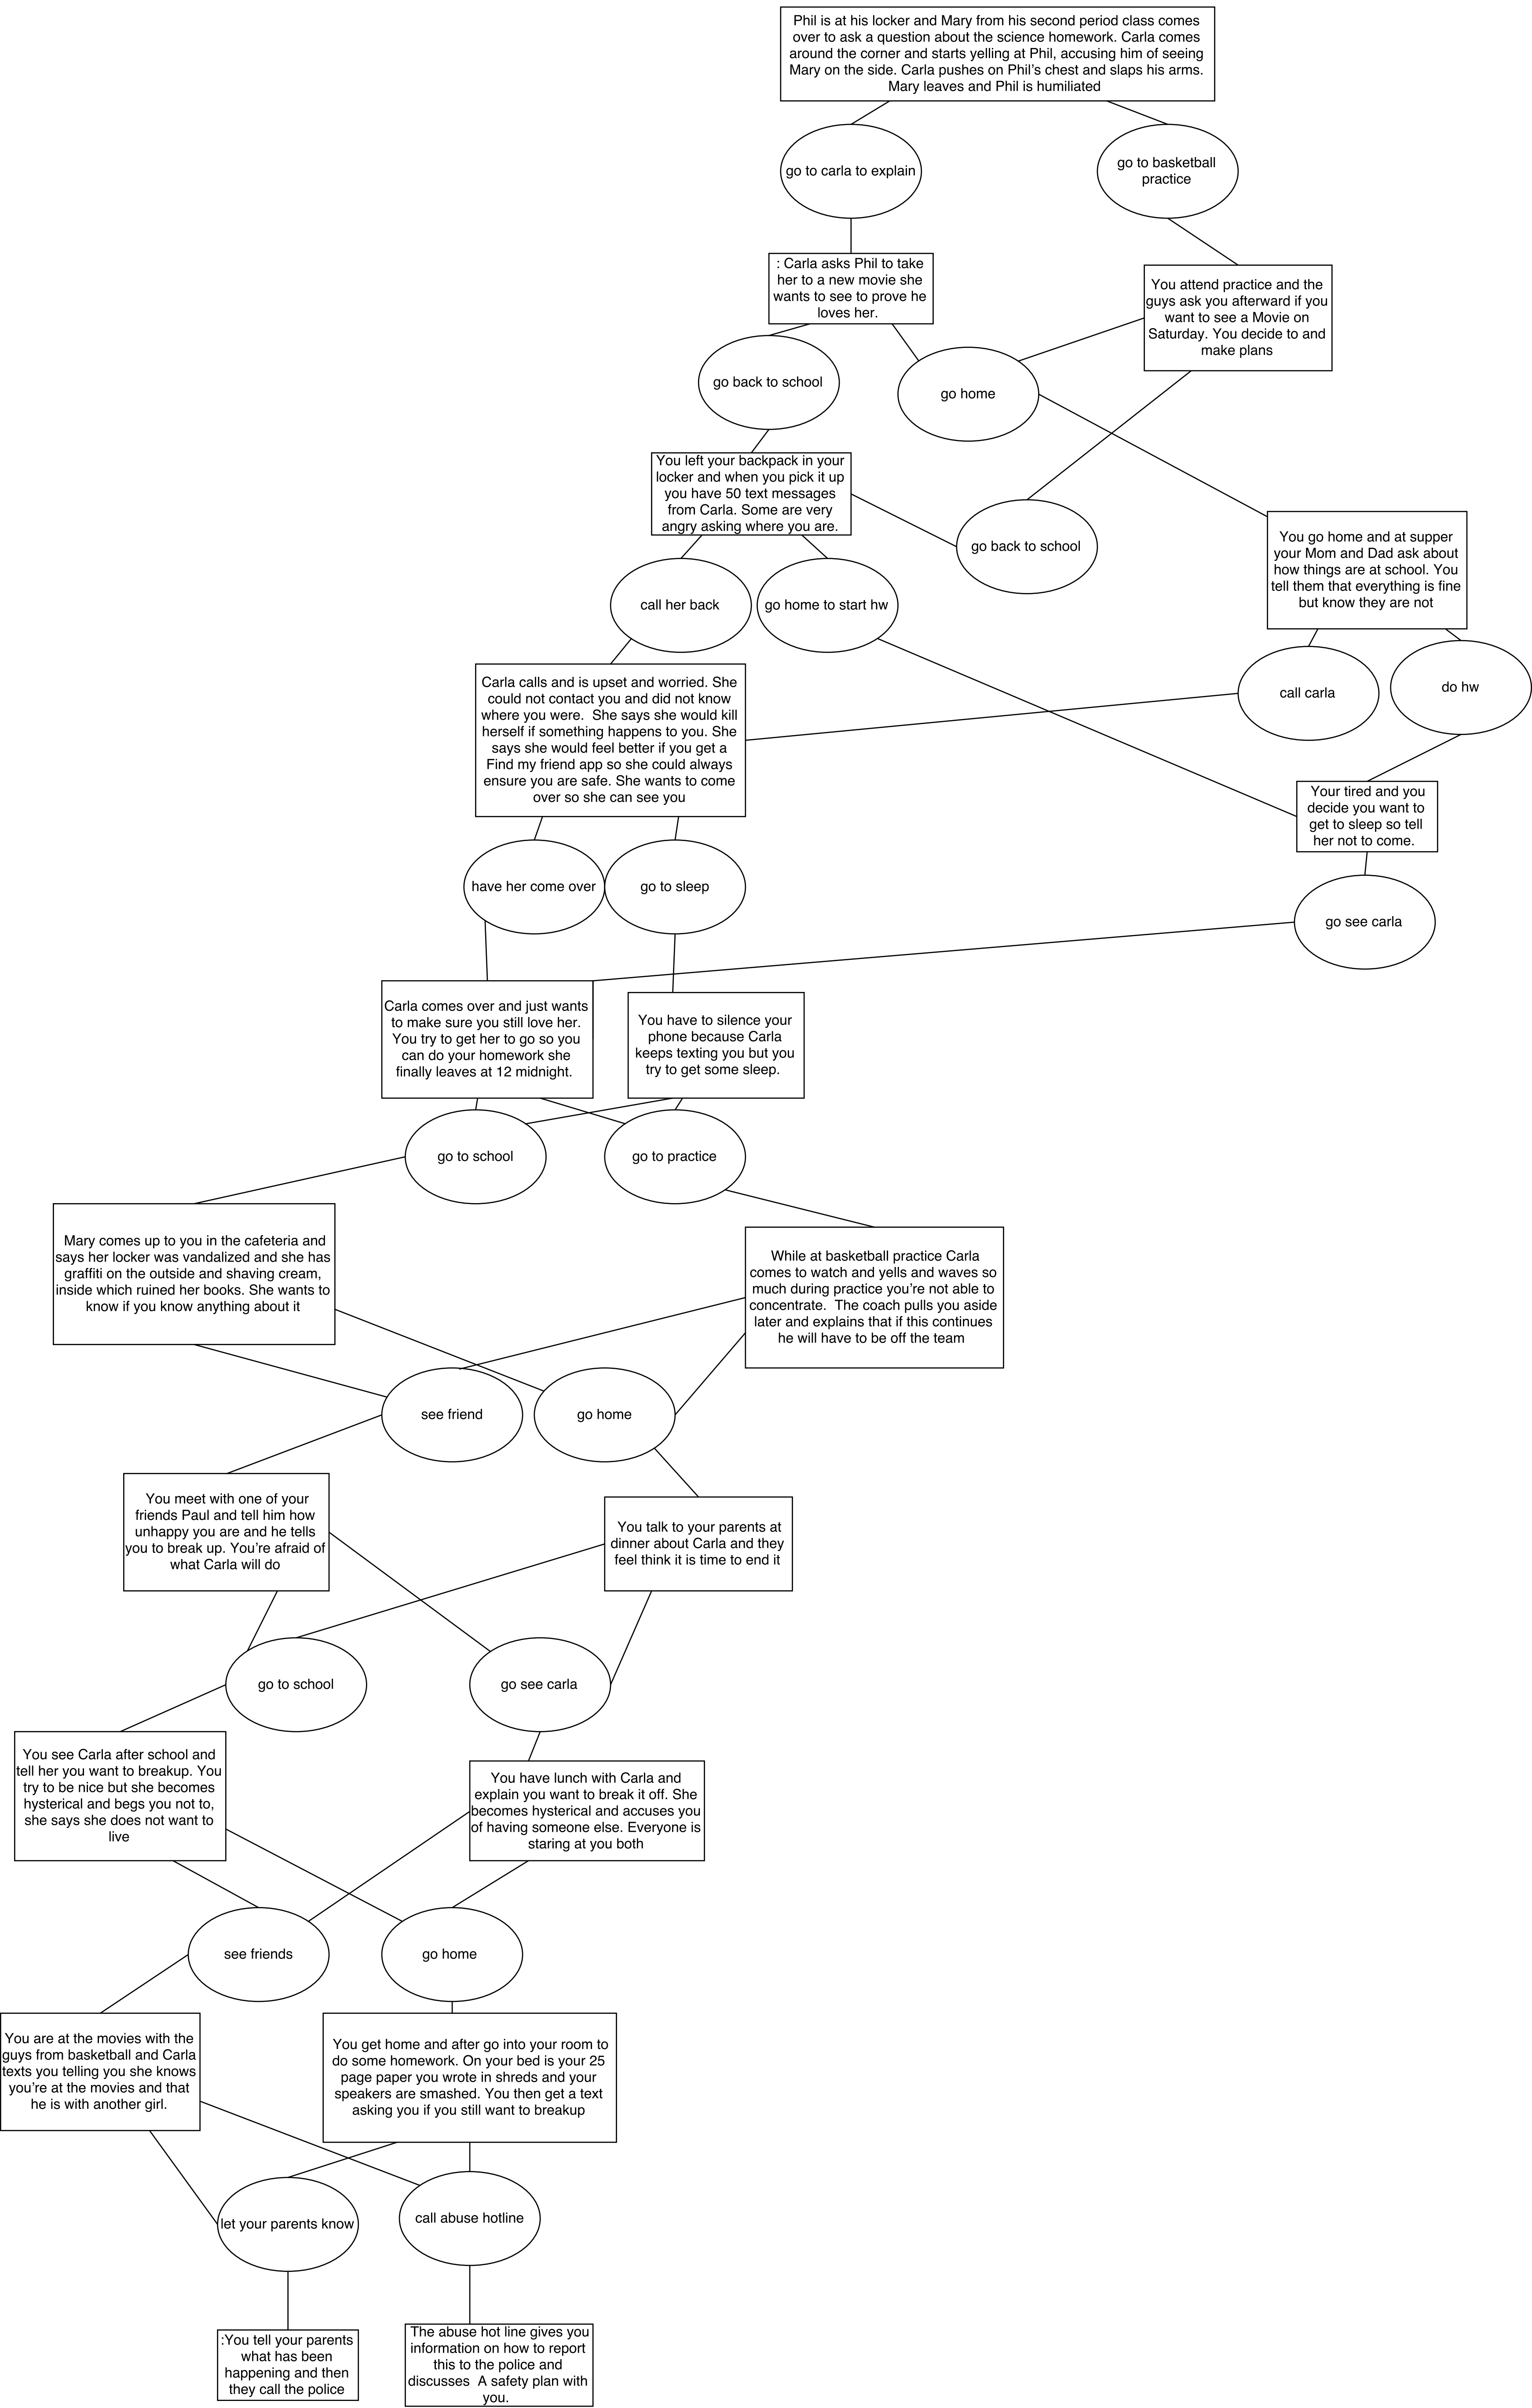 Phil is at his locker and Mary from his second period class comes
over to ask a question about the science homework. Carla comes
around the corner and starts yelling at Phil, accusing him of seeing
Mary on the side. Carla pushes on Phil's chest and slaps his arms.
Mary leaves and Phil is humiliated
go to carla to explain
go to basketball
practice
: Carla asks Phil to take
her to a new movie she
wants to see to prove he
loves her.
You attend practice and the
guys ask you afterward if you
want to see a Movie on
Saturday. You decide to and
make plans
go back to school
go home
You left your backpack in your
locker and when you pick it up
you have 50 text messages
from Carla. Some are very
angry asking where you are.
go back to school
You go home and at supper
your Mom and Dad ask about
how things are at school. You
tell them that everything is fine
but know they are not
call her back
go home to start hw
call carla
do hw
Carla calls and is upset and worried. She
could not contact you and did not know
where you were.  She says she would kill
herself if something happens to you. She
says she would feel better if you get a
Find my friend app so she could always
ensure you are safe. She wants to come
over so she can see you
Your tired and you
decide you want to
get to sleep so tell
her not to come.
have her come over
go to sleep
go see carla
Carla comes over and just wants
to make sure you still love her.
You try to get her to go so you
can do your homework she
finally leaves at 12 midnight.
You have to silence your
phone because Carla
keeps texting you but you
try to get some sleep.
go to school
go to practice
Mary comes up to you in the cafeteria and
says her locker was vandalized and she has
graffiti on the outside and shaving cream,
inside which ruined her books. She wants to
know if you know anything about it
While at basketball practice Carla
comes to watch and yells and waves so
much during practice you're not able to
concentrate.  The coach pulls you aside
later and explains that if this continues
he will have to be off the team
see friend
go home
You meet with one of your
friends Paul and tell him how
unhappy you are and he tells
you to break up. You're afraid of
what Carla will do
You talk to your parents at
dinner about Carla and they
feel think it is time to end it
go to school
go see carla
You see Carla after school and
tell her you want to breakup. You
try to be nice but she becomes
hysterical and begs you not to,
she says she does not want to
live
You have lunch with Carla and
explain you want to break it off. She
becomes hysterical and accuses you
of having someone else. Everyone is
staring at you both
see friends
go home
You are at the movies with the
guys from basketball and Carla
texts you telling you she knows
you're at the movies and that
he is with another girl.
You get home and after go into your room to
do some homework. On your bed is your 25
page paper you wrote in shreds and your
speakers are smashed. You then get a text
asking you if you still want to breakup
let your parents know
call abuse hotline
:You tell your parents
what has been
happening and then
they call the police
The abuse hot line gives you
information on how to report
this to the police and
discusses  A safety plan with
you.